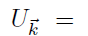 $U_{\vec{k}} \; =$